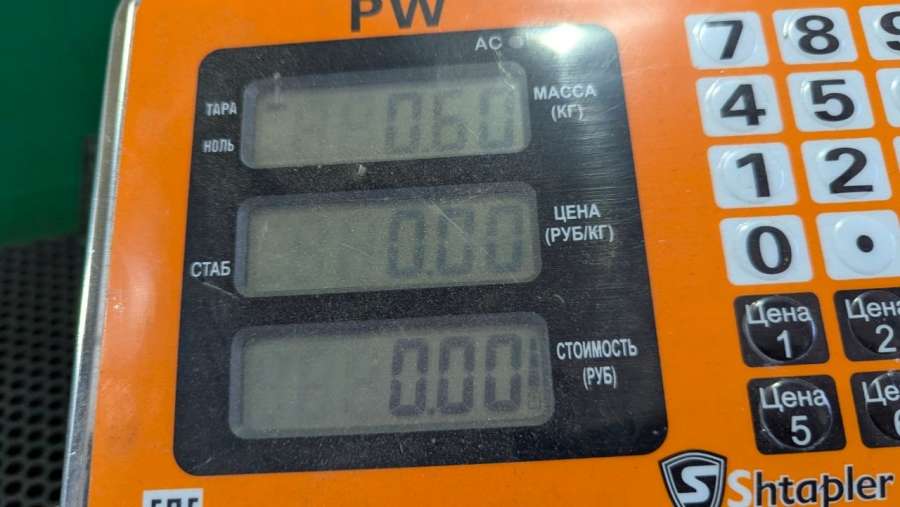 PW
AC
ТАРА
НОЛЬ
0.60
МАССА
(КГ)
0.00
ЦЕНА
(РУБ/КГ)
СТАБ
0.00
СТОИМОСТЬ
(РУБ)
7 8 9
4 5
1 2
0 .
Цена 1
Цена 2
Цена 5
Shtapler